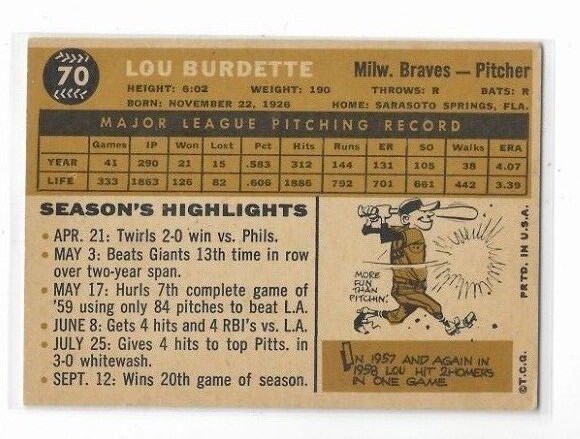 70
LOU BURDETTE
Milw. Braves — Pitcher
HEIGHT: 6:02 WEIGHT: 190 THROWS: R BATS: R
BORN: NOVEMBER 22, 1926 HOME: SARASOTO SPRINGS, FLA.
MAJOR LEAGUE PITCHING RECORD
Games IP Won Lost Pct Hits Runs ER SO Walks ERA
YEAR 41 290 21 15 .583 312 144 131 105 38 4.07
LIFE 333 1863 126 82 .606 1886 792 701 661 442 3.39
SEASON'S HIGHLIGHTS
• APR. 21: Twirls 2-0 win vs. Phils.
• MAY 3: Beats Giants 13th time in row
over two-year span.
• MAY 17: Hurls 7th complete game of
'59 using only 84 pitches to beat L.A.
• JUNE 8: Gets 4 hits and 4 RBI's vs. L.A.
• JULY 25: Gives 4 hits to top Pitts. in
3-0 whitewash.
• SEPT. 12: Wins 20th game of season.
MORE
FUN THAN
PITCHIN'
IN 1957 AND AGAIN IN
1958 LOU HIT 2 HOMERS
IN ONE GAME.
©T.C.G. PRTD. IN U.S.A.